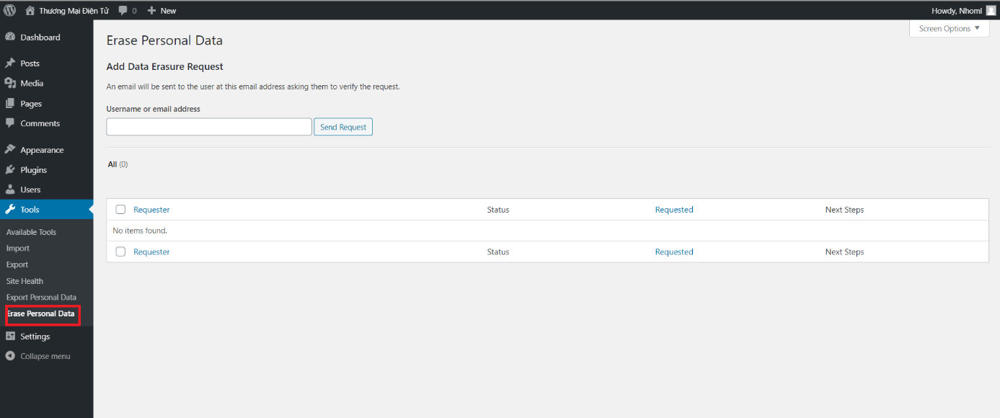 Thương Mại Điện Tử 0 New Howdy, Nhoml
Screen Options ▼
Dashboard
Posts
Media
Pages
Comments
Appearance
Plugins
Users
Tools
Available Tools
Import
Export
Site Health
Export Personal Data
Erase Personal Data
Settings
Collapse menu
Erase Personal Data
Add Data Erasure Request
An email will be sent to the user at this email address asking them to verify the request.
Username or email address
Send Request
All (0)
Requester Status Requested Next Steps
No items found.
Requester Status Requested Next Steps